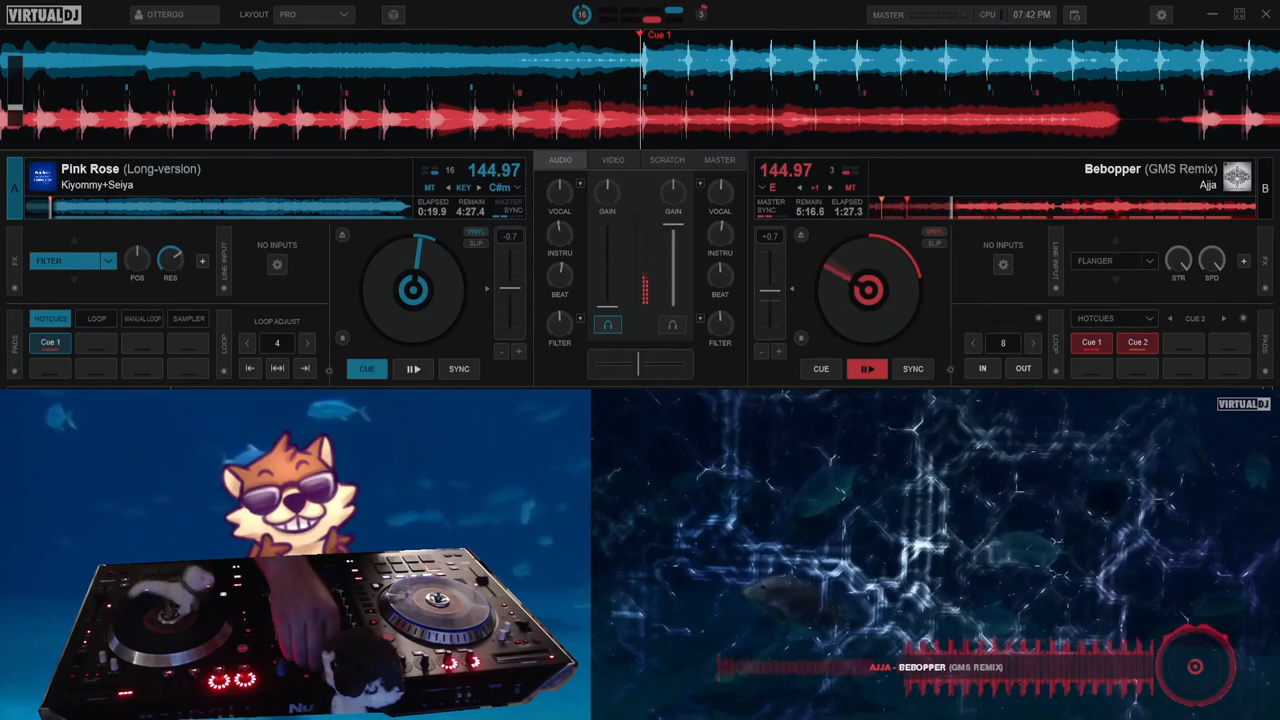 VIRTUALDJ
OTTERGO
LAYOUT
PRO
16
3
MASTER
CPU
07:42 PM
Cue 1
A
Pink Rose (Long-version)
Kiyommy+Seiya
16
144.97
MT
KEY
C#m
ELAPSED
0:19.9
REMAIN
4:27.4
MASTER
SYNC
AUDIO
VIDEO
SCRATCH
MASTER
144.97
3
E
+1
MT
MASTER
SYNC
REMAIN
5:16.6
ELAPSED
1:27.3
Bebopper (GMS Remix)
Ajja
B
FX
FILTER
POS
RES
+
LINE INPUT
NO INPUTS
VINYL
SLIP
-0.7
VOCAL
GAIN
GAIN
VOCAL
INSTRU
INSTRU
BEAT
BEAT
FILTER
FILTER
+0.7
VINYL
SLIP
NO INPUTS
LINE INPUT
FLANGER
STR
SPD
+
FX
PADS
HOTCUES
LOOP
MANUAL LOOP
SAMPLER
Cue 1
LOOP
LOOP ADJUST
4
CUE
SYNC
-
+
-
+
CUE
SYNC
8
IN
OUT
LOOP
HOTCUES
CUE 2
Cue 1
Cue 2
PADS
VIRTUALDJ
Nu
AJJA - BEBOPPER (GMS REMIX)